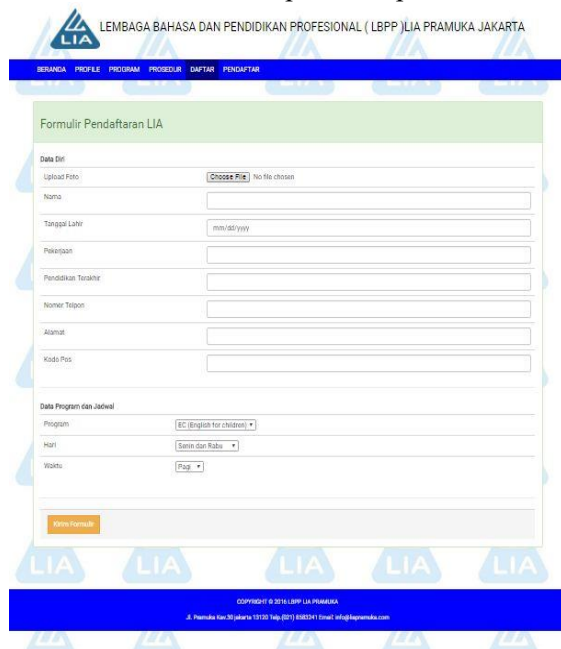 LIA
LEMBAGA BAHASA DAN PENDIDIKAN PROFESIONAL ( LBPP )LIA PRAMUKA JAKARTA
BERANDA PROFILE PROGRAM PROSEDUR DAFTAR PENDAFTAR
Formulir Pendaftaran LIA
Data Diri
Upload Foto Choose File No file chosen
Nama
Tanggal Lahir mm/dd/yyyy
Pekerjaan
Pendidikan Terakhir
Nomer Telpon
Alamat
Kode Pos
Data Program dan Jadwal
Program EC (English for children)
Hari Senin dan Rabu
Waktu Pagi
Kirim Formulir
LIA LIA LIA LIA LIA
COPYRIGHT © 2016 LBPP LIA PRAMUKA
Jl. Pramuka Kav.30 jakarta 13120 Telp.(021) 8583241 Email: info@liapramuka.com